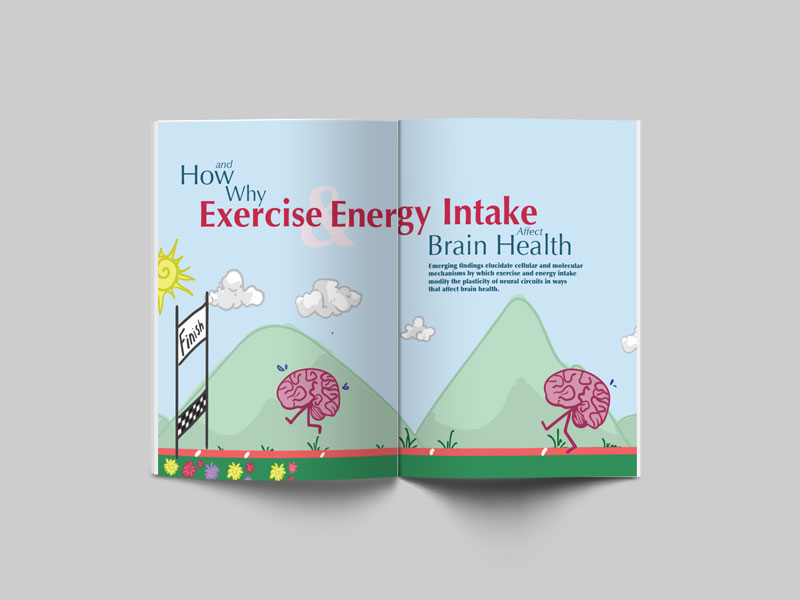 and
How
Why
Exercise & Energy Intake
Affect
Brain Health
Emerging findings elucidate cellular and molecular
mechanisms by which exercise and energy intake
modify the plasticity of neural circuits in ways
that affect brain health.
Finish